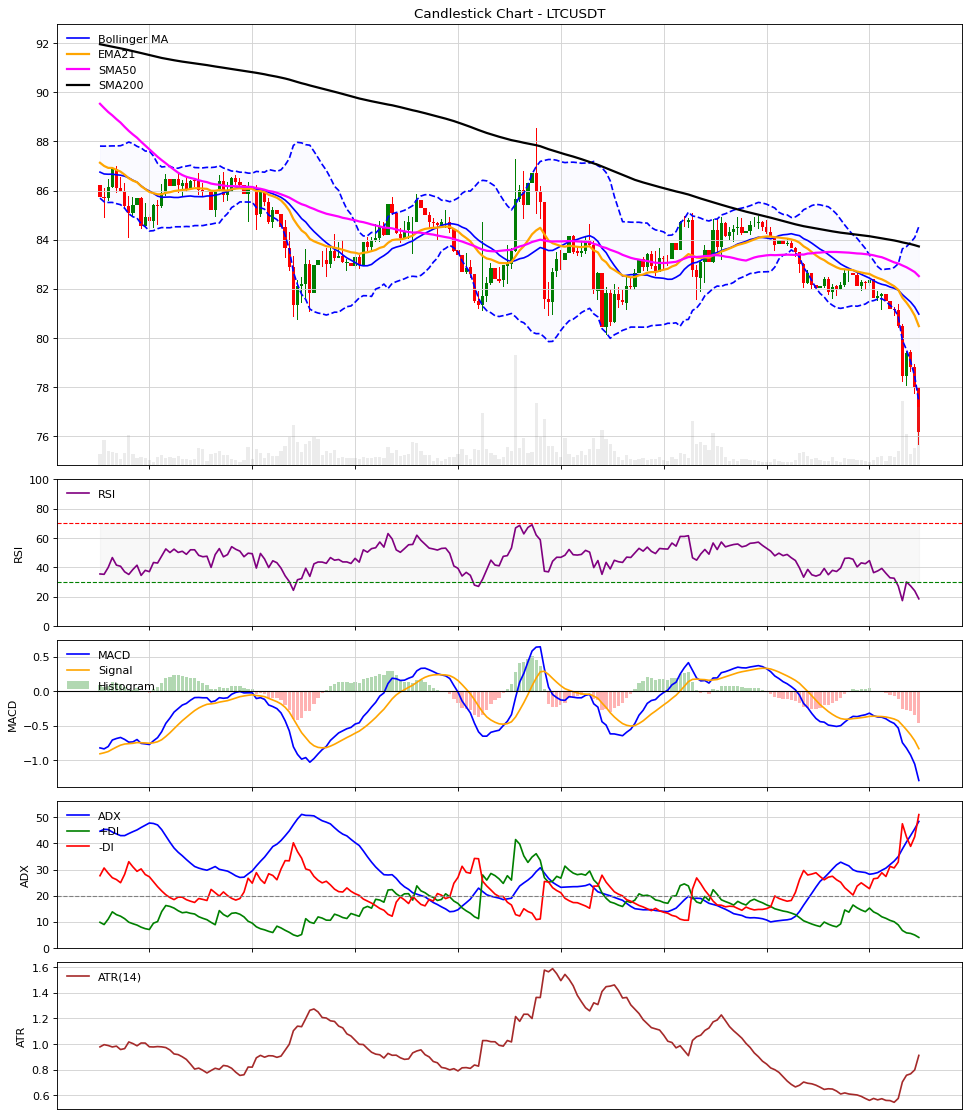 Candlestick Chart - LTCUSDT
Bollinger MA
EMA21
SMA50
SMA200
92
90
88
86
84
82
80
78
76
RSI
100
80
60
40
20
0
RSI
MACD
Signal
Histogram
0.5
0.0
−0.5
−1.0
MACD
ADX
+DI
-DI
50
40
30
20
10
0
ADX
ATR(14)
1.6
1.4
1.2
1.0
0.8
0.6
ATR